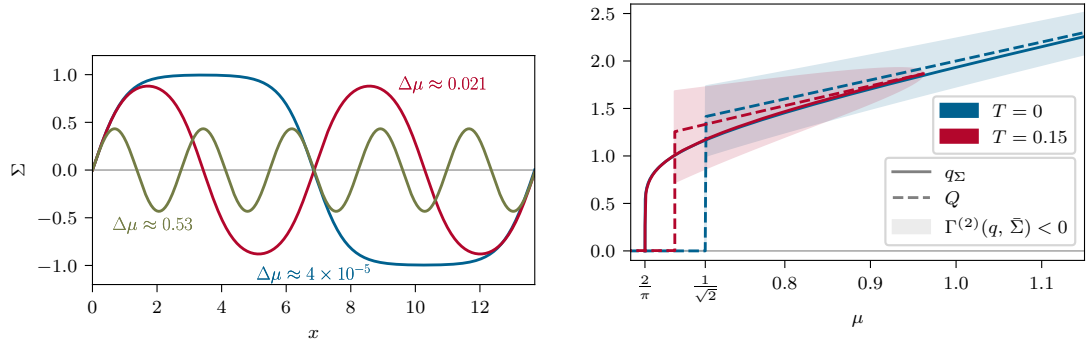 Σ
1.0
0.5
0.0
−0.5
−1.0
Δμ ≈ 0.021
Δμ ≈ 0.53
Δμ ≈ 4 × 10⁻⁵
0 2 4 6 8 10 12
x
2.5
2.0
1.5
1.0
0.5
0.0
T = 0
T = 0.15
q_Σ
Q
Γ⁽²⁾(q, Σ̄) < 0
2/π 1/√2 0.8 0.9 1.0 1.1
μ